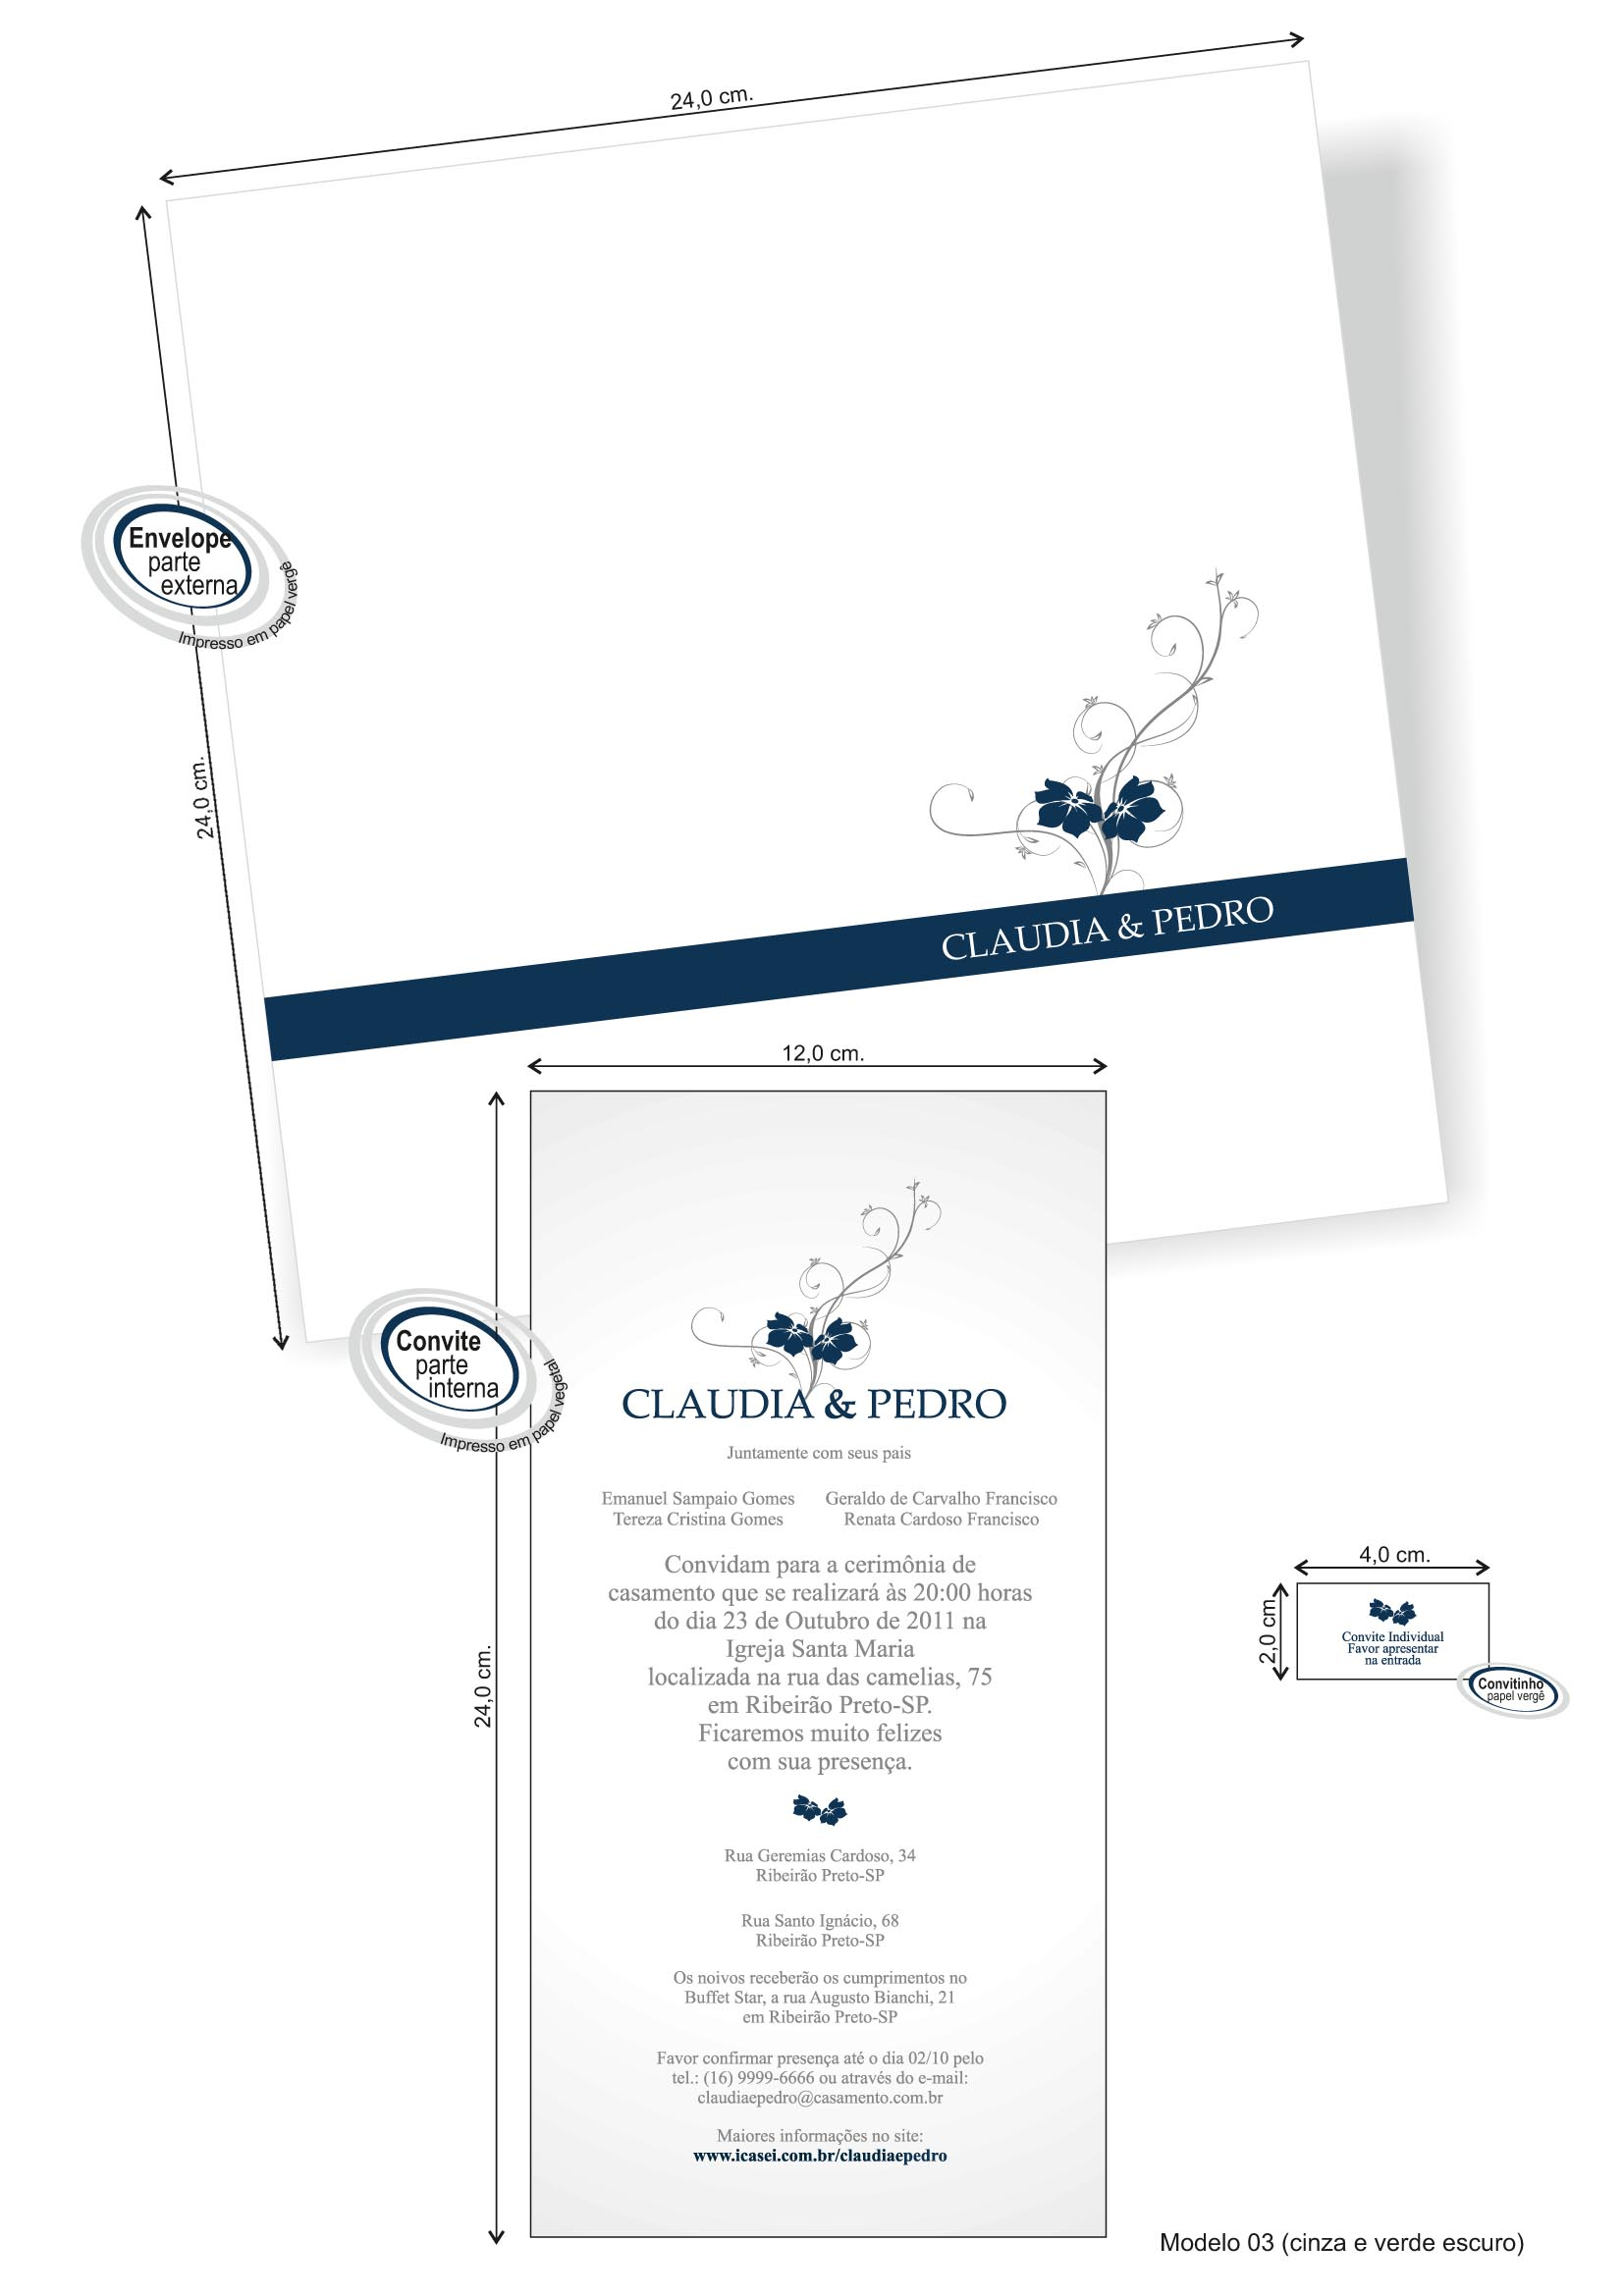 24,0 cm.
Envelope
parte
externa
Impresso em papel vergê
24,0 cm.
CLAUDIA & PEDRO
12,0 cm.
Convite
parte
interna
Impresso em papel vegetal
24,0 cm.
CLAUDIA & PEDRO
Juntamente com seus pais
Emanuel Sampaio Gomes
Tereza Cristina Gomes
Geraldo de Carvalho Francisco
Renata Cardoso Francisco
Convidam para a cerimônia de
casamento que se realizará às 20:00 horas
do dia 23 de Outubro de 2011 na
Igreja Santa Maria
localizada na rua das camelias, 75
em Ribeirão Preto-SP.
Ficaremos muito felizes
com sua presença.
Rua Geremias Cardoso, 34
Ribeirão Preto-SP
Rua Santo Ignácio, 68
Ribeirão Preto-SP
Os noivos receberão os cumprimentos no
Buffet Star, a rua Augusto Bianchi, 21
em Ribeirão Preto-SP
Favor confirmar presença até o dia 02/10 pelo
tel.: (16) 9999-6666 ou através do e-mail:
claudiaepedro@casamento.com.br
Maiores informações no site:
www.icasei.com.br/claudiaepedro
4,0 cm.
2,0 cm.
Convite Individual
Favor apresentar
na entrada
Convitinho
papel vergê
Modelo 03 (cinza e verde escuro)